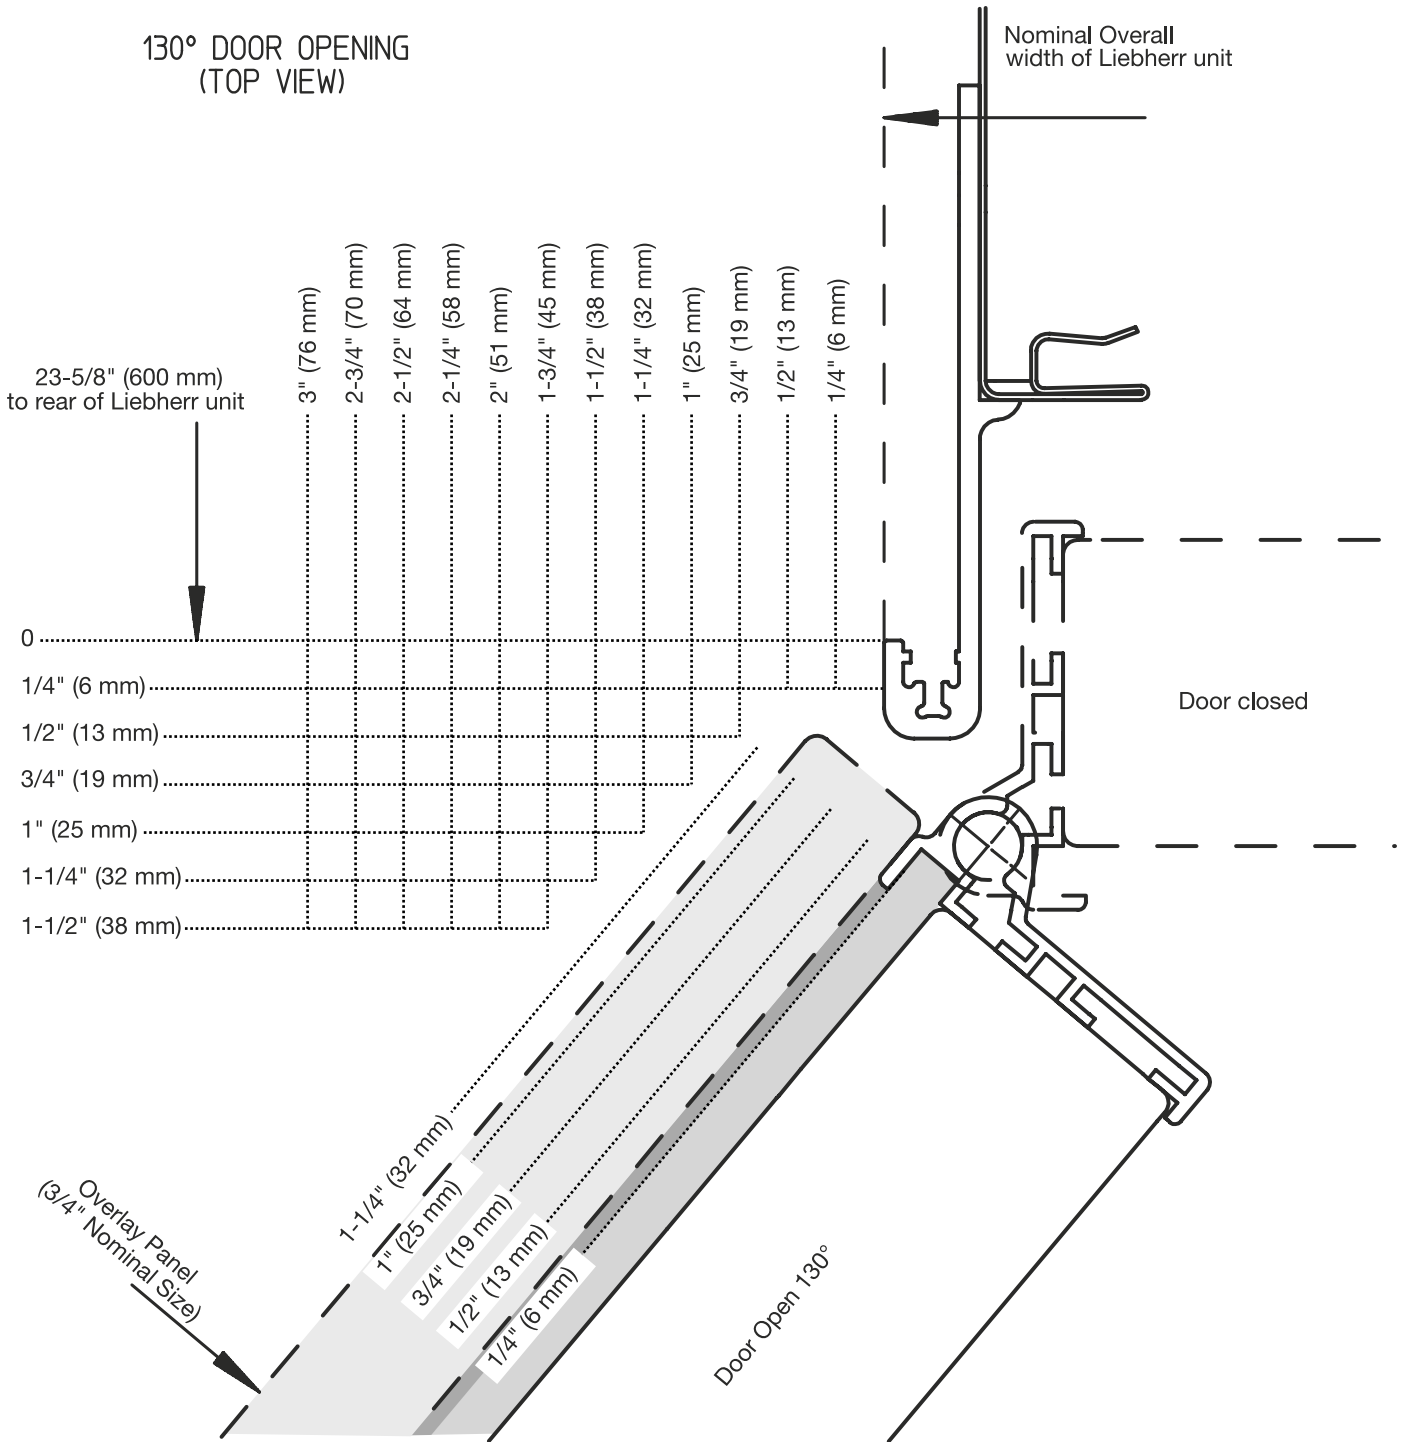 130° DOOR OPENING
(TOP VIEW)
Nominal Overall
width of Liebherr unit
23-5/8" (600 mm)
to rear of Liebherr unit
3" (76 mm)
2-3/4" (70 mm)
2-1/2" (64 mm)
2-1/4" (58 mm)
2" (51 mm)
1-3/4" (45 mm)
1-1/2" (38 mm)
1-1/4" (32 mm)
1" (25 mm)
3/4" (19 mm)
1/2" (13 mm)
1/4" (6 mm)
0
1/4" (6 mm)
1/2" (13 mm)
3/4" (19 mm)
1" (25 mm)
1-1/4" (32 mm)
1-1/2" (38 mm)
Door closed
1-1/4" (32 mm)
1" (25 mm)
3/4" (19 mm)
1/2" (13 mm)
1/4" (6 mm)
Overlay Panel
(3/4" Nominal Size)
Door Open 130°